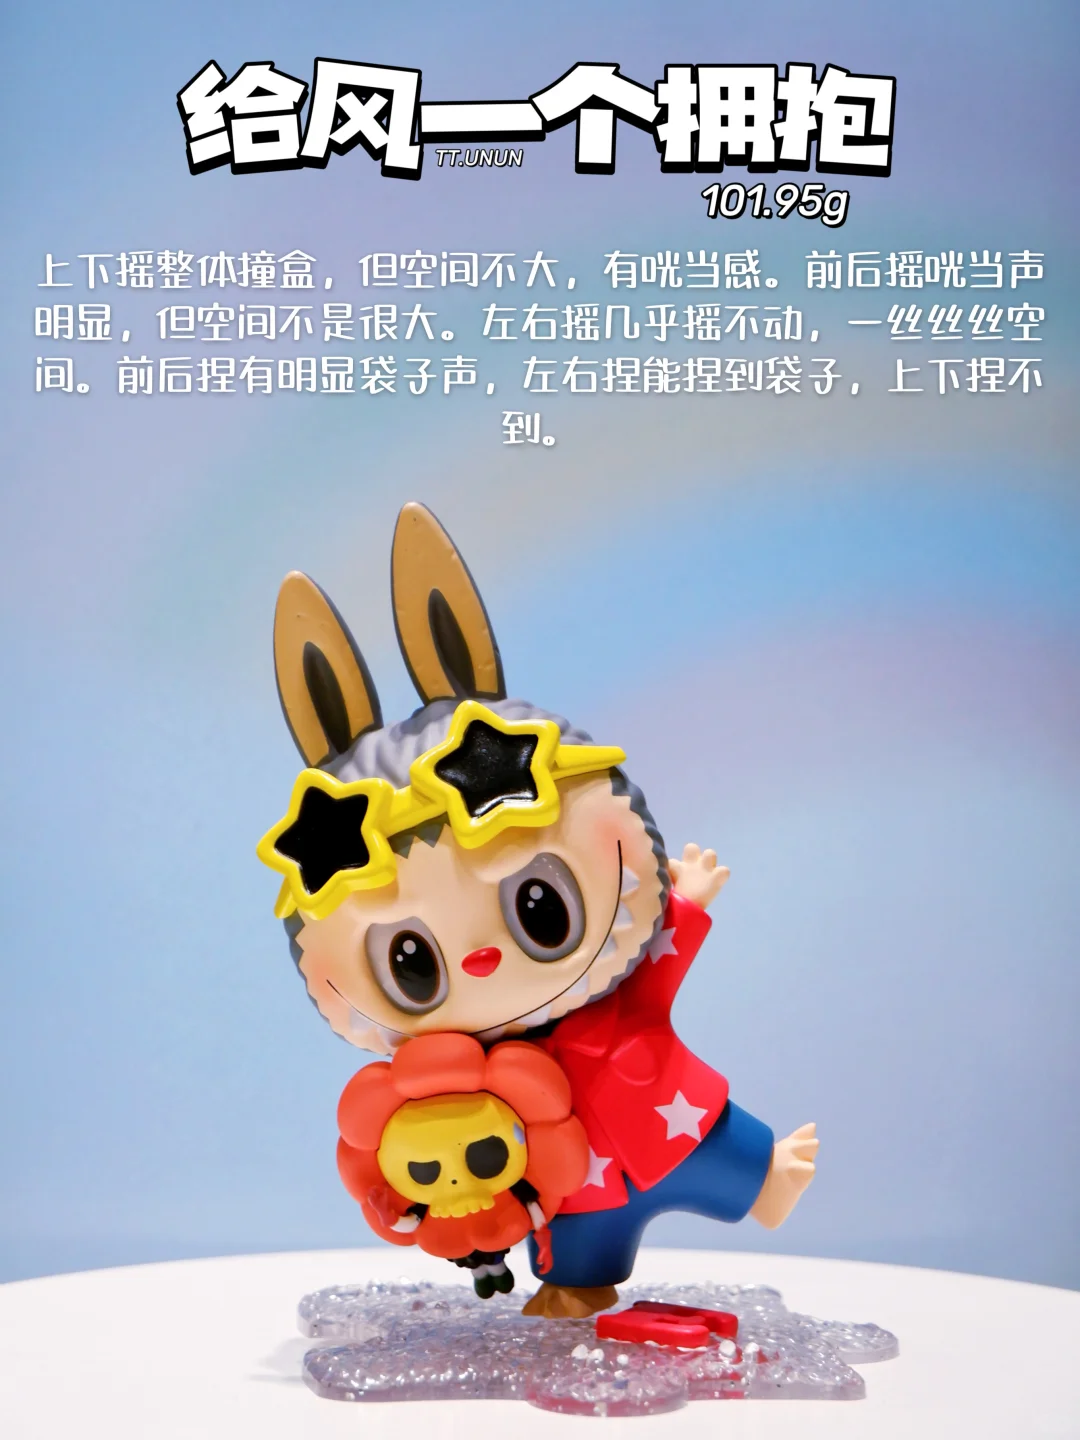 给风一个拥抱
TT.UNUN
101.95g
上下摇整体撞盒，但空间不大，有咣当感。前后摇咣当声
明显，但空间不是很大。左右摇几乎摇不动，一丝丝丝空
间。前后捏有明显袋子声，左右捏能捏到袋子，上下捏不
到。